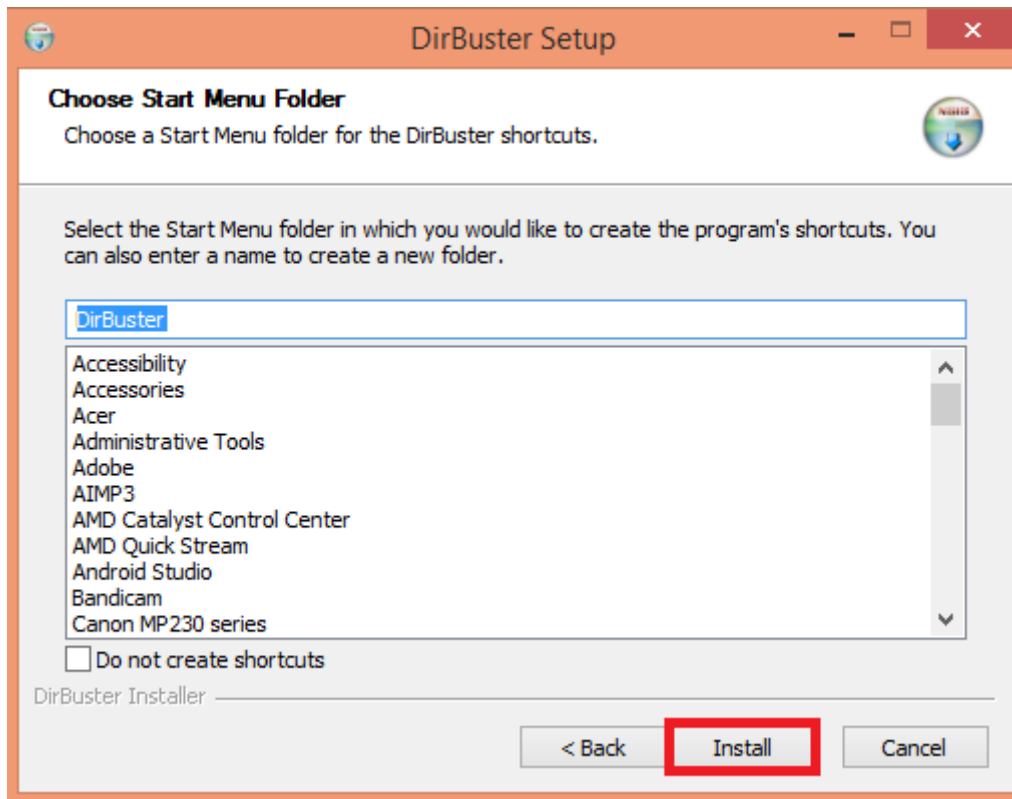 DirBuster Setup
Choose Start Menu Folder
Choose a Start Menu folder for the DirBuster shortcuts.
Select the Start Menu folder in which you would like to create the program's shortcuts. You
can also enter a name to create a new folder.
DirBuster
Accessibility
Accessories
Acer
Administrative Tools
Adobe
AIMP3
AMD Catalyst Control Center
AMD Quick Stream
Android Studio
Bandicam
Canon MP230 series
Do not create shortcuts
DirBuster Installer
< Back Install Cancel